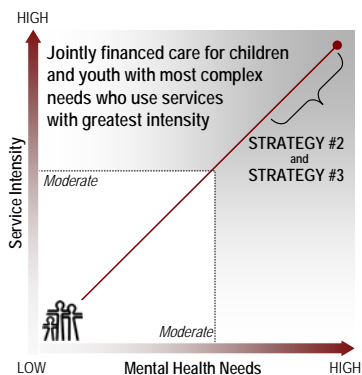 HIGH
Jointly financed care for children
and youth with most complex
needs who use services
with greatest intensity
STRATEGY #2
and
STRATEGY #3
Moderate
Service Intensity
Moderate
LOW
Mental Health Needs
HIGH